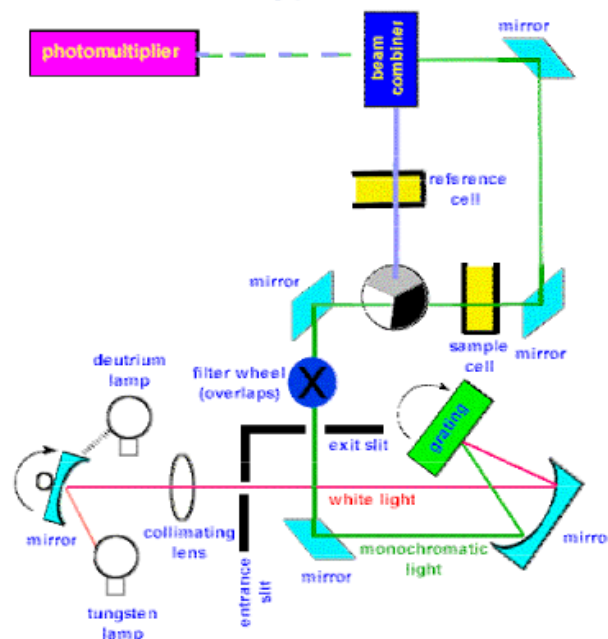 photomultiplier
beam
combiner
mirror
reference
cell
mirror
sample
cell
mirror
deutrium
lamp
filter wheel
(overlaps)
X
grating
exit slit
white light
collimating
lens
mirror
entrance
slit
monochromatic
light
mirror
mirro
tungsten
lamp